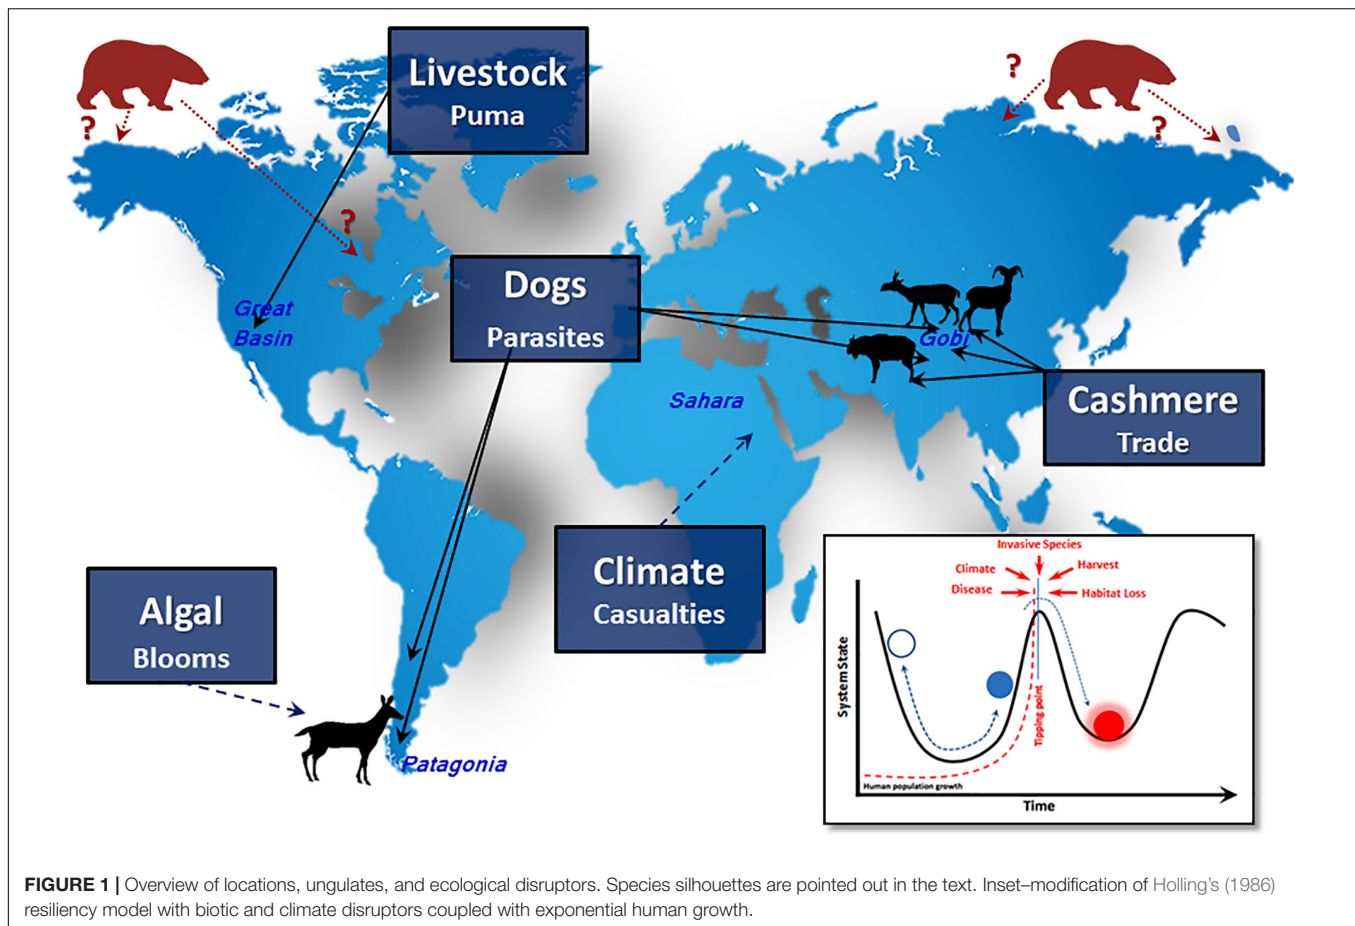 Livestock
Puma
?
?
?
?
?
Great
Basin
Dogs
Parasites
Gobi
Sahara
Cashmere
Trade
Climate
Casualties
Algal
Blooms
Patagonia
Invasive Species
Climate
Harvest
Disease
Habitat Loss
System State
Tipping point
Human population growth
Time
FIGURE 1 | Overview of locations, ungulates, and ecological disruptors. Species silhouettes are pointed out in the text. Inset–modification of Holling's (1986)
resiliency model with biotic and climate disruptors coupled with exponential human growth.